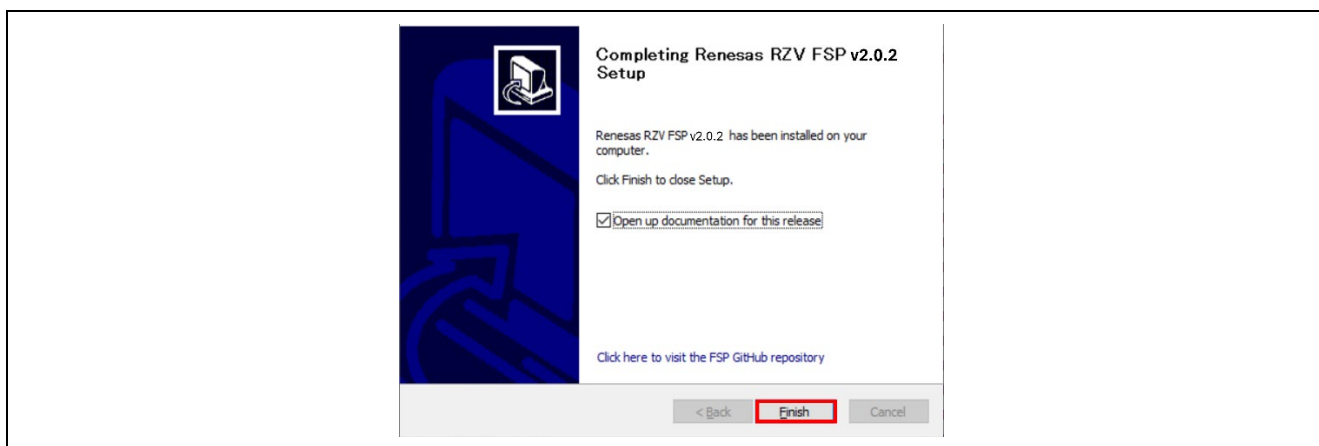 Completing Renesas RZV FSP v2.0.2
Setup
Renesas RZV FSP v2.0.2 has been installed on your
computer.
Click Finish to close Setup.
Open up documentation for this release
Click here to visit the FSP GitHub repository
< Back Finish Cancel